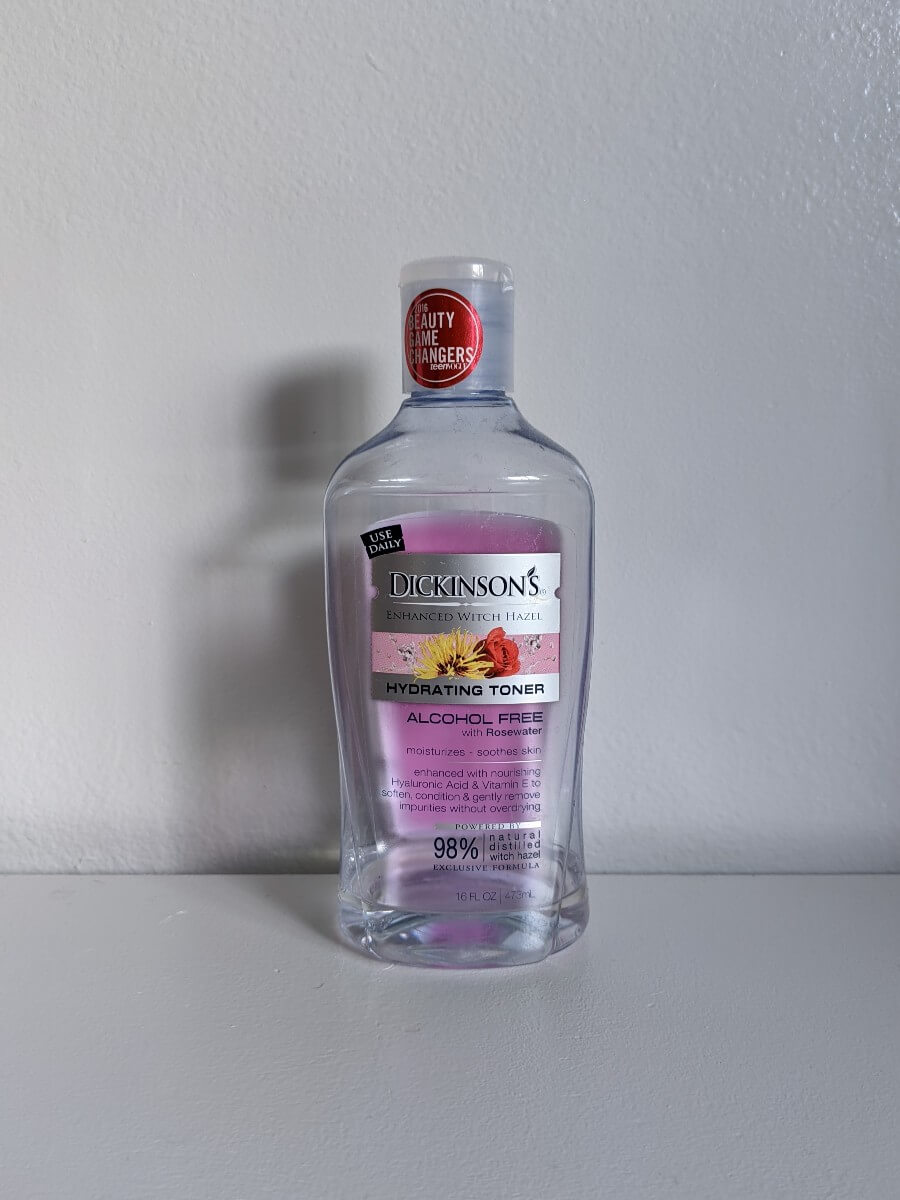 2016
BEAUTY
GAME
CHANGERS
teenVOGUE
USE
DAILY
DICKINSON'S
ENHANCED WITCH HAZEL
HYDRATING TONER
ALCOHOL FREE
with Rosewater
moisturizes - soothes skin
enhanced with nourishing
Hyaluronic Acid & Vitamin E to
soften, condition & gently remove
impurities without overdrying
POWERED BY
98% natural
distilled
witch hazel
EXCLUSIVE FORMULA
16 FL OZ | 473mL